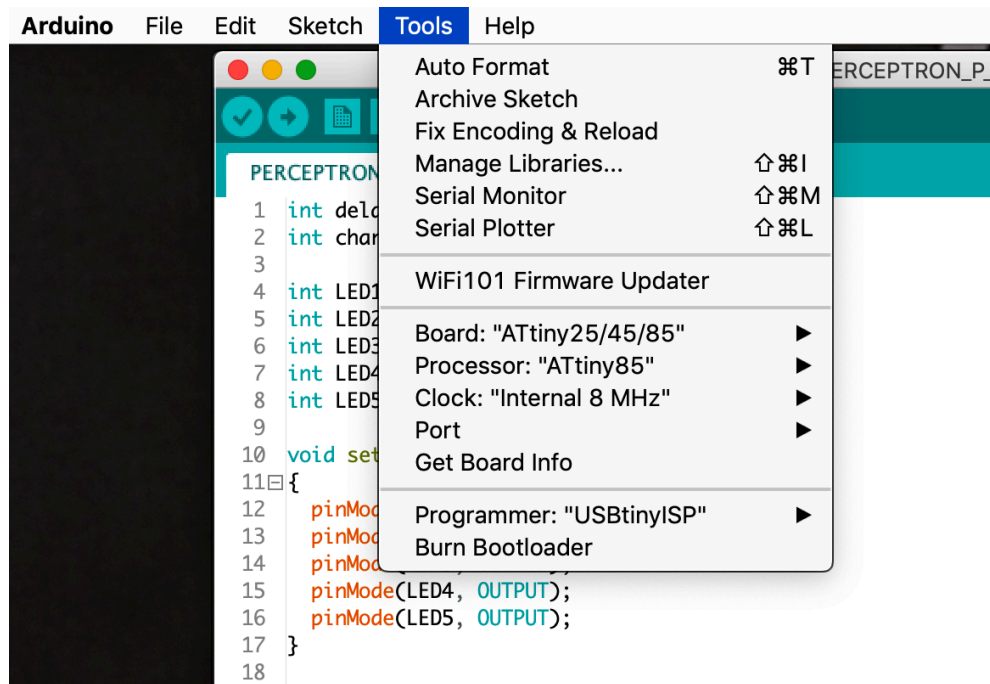 Arduino File Edit Sketch Tools Help
Auto Format ⌘T
Archive Sketch
Fix Encoding & Reload
Manage Libraries... ⇧⌘I
Serial Monitor ⇧⌘M
Serial Plotter ⇧⌘L
WiFi101 Firmware Updater
Board: "ATtiny25/45/85" ▶
Processor: "ATtiny85" ▶
Clock: "Internal 8 MHz" ▶
Port ▶
Get Board Info
Programmer: "USBtinyISP" ▶
Burn Bootloader
ERCEPTRON_P_
PERCEPTRON
1 int dela
2 int char
3
4 int LED1
5 int LED2
6 int LED3
7 int LED4
8 int LED5
9
10 void set
11 {
12 pinMod
13 pinMod
14 pinMod
15 pinMode(LED4, OUTPUT);
16 pinMode(LED5, OUTPUT);
17 }
18